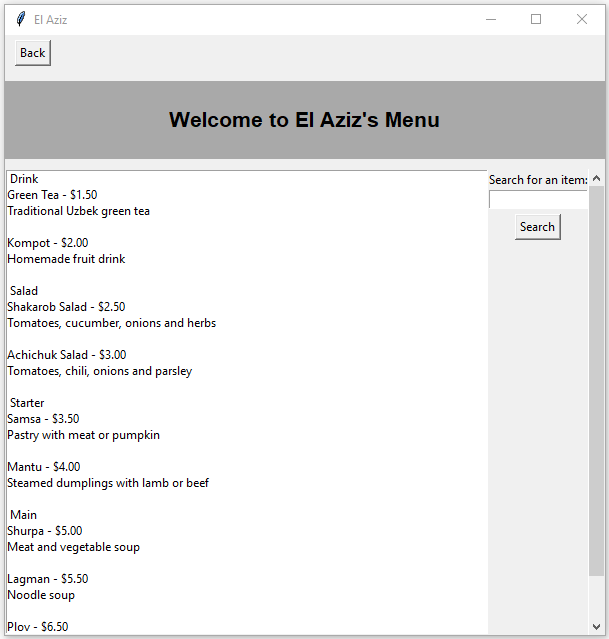 El Aziz
Back
Welcome to El Aziz's Menu
Drink
Green Tea - $1.50
Traditional Uzbek green tea
Kompot - $2.00
Homemade fruit drink
Salad
Shakarob Salad - $2.50
Tomatoes, cucumber, onions and herbs
Achichuk Salad - $3.00
Tomatoes, chili, onions and parsley
Starter
Samsa - $3.50
Pastry with meat or pumpkin
Mantu - $4.00
Steamed dumplings with lamb or beef
Main
Shurpa - $5.00
Meat and vegetable soup
Lagman - $5.50
Noodle soup
Plov - $6.50
Search for an item:
Search